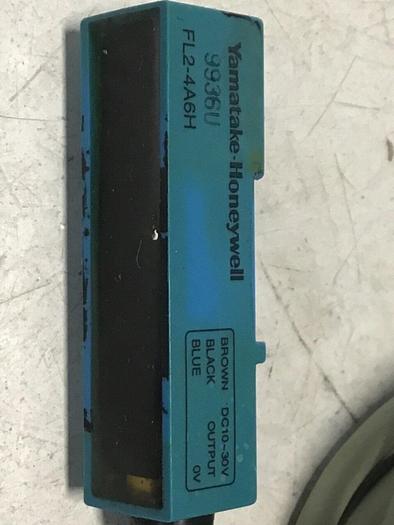 Yamatake-Honeywell
9936U
FL2-4A6H
BROWN DC10~30V
BLACK OUTPUT
BLUE 0V